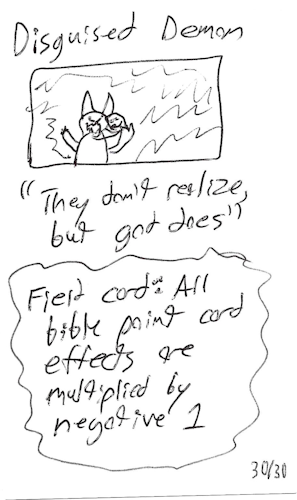 Disguised Demon
"They don't realize,
but god does"
Field card: All
bible point card
effects are
multiplied by
negative 1
30/30